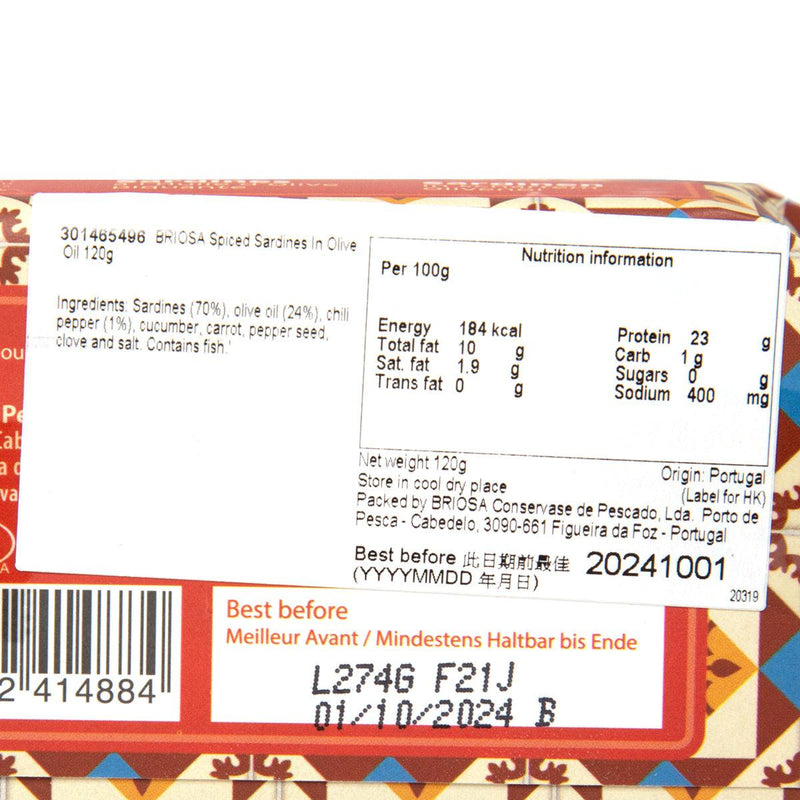 301465496 BRIOSA Spiced Sardines In Olive
Oil 120g
Ingredients: Sardines (70%), olive oil (24%), chili
pepper (1%), cucumber, carrot, pepper seed,
clove and salt. Contains fish.'
Nutrition information
Per 100g
Energy 184 kcal
Total fat 10 g
Sat. fat 1.9 g
Trans fat 0 g
Protein 23 g
Carb 1 g
Sugars 0 g
Sodium 400 mg
Net weight 120g
Origin: Portugal
Store in cool dry place
(Label for HK)
Packed by BRIOSA Conservase de Pescado, Lda. Porto de
Pesca - Cabedelo, 3090-661 Figueira da Foz - Portugal
Best before 此日期前最佳 20241001
(YYYYMMDD 年月日)
20319
2 414884
Best before
Meilleur Avant / Mindestens Haltbar bis Ende
L274G F21J
01/10/2024 B